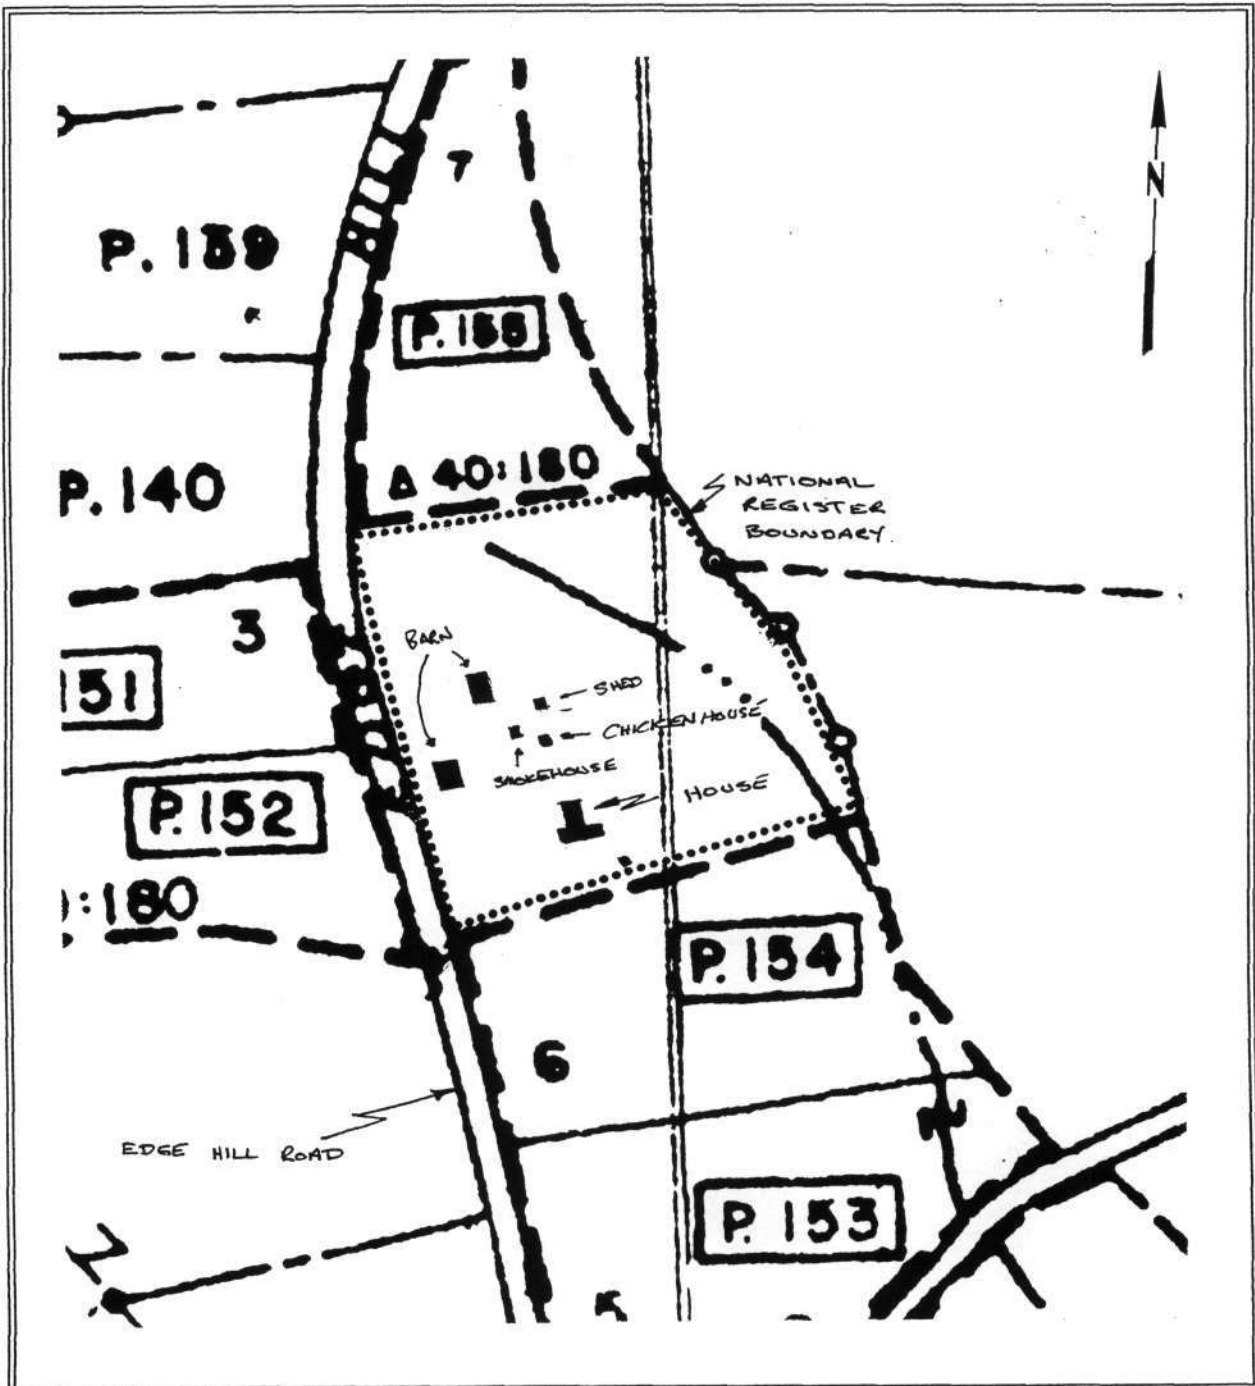 7
N
P. 139
P. 155
Δ 40:180
P. 140
NATIONAL
REGISTER
BOUNDARY.
3
BARN
151
SHED
CHICKEN HOUSE
SMOKEHOUSE
HOUSE
P. 152
:180
P. 154
6
EDGE HILL ROAD
P. 153
5